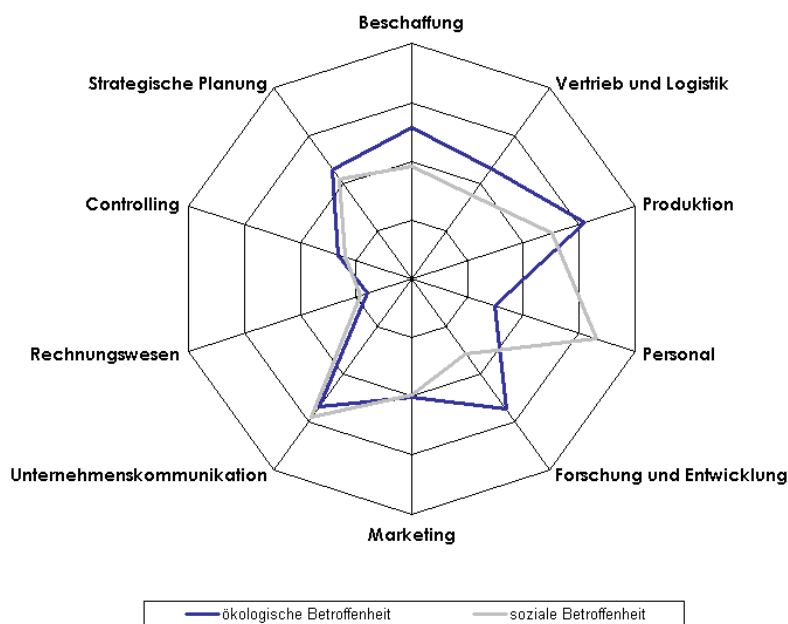 Beschaffung
Strategische Planung
Vertrieb und Logistik
Controlling
Produktion
Rechnungswesen
Personal
Unternehmenskommunikation
Forschung und Entwicklung
Marketing
ökologische Betroffenheit
soziale Betroffenheit